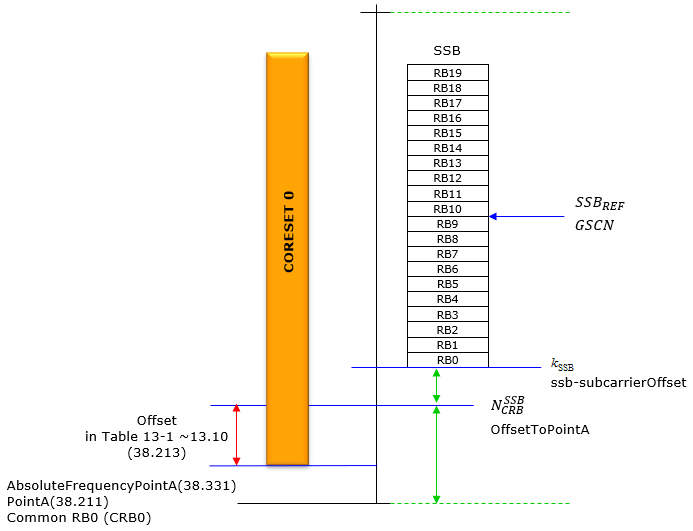 SSB
RB19
RB18
RB17
RB16
RB15
RB14
RB13
RB12
RB11
RB10
RB9
RB8
RB7
RB6
RB5
RB4
RB3
RB2
RB1
RB0
CORESET 0
SSB_REF
GSCN
k_SSB
ssb-subcarrierOffset
N_CRB^SSB
OffsetToPointA
Offset
in Table 13-1 ~13.10
(38.213)
AbsoluteFrequencyPointA(38.331)
PointA(38.211)
Common RB0 (CRB0)